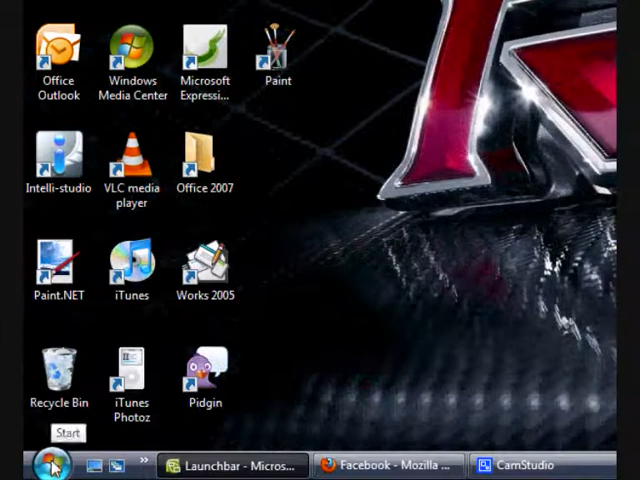 Office
Outlook
Windows
Media Center
Microsoft
Expressi...
Paint
Intelli-studio
VLC media
player
Office 2007
Paint.NET
iTunes
Works 2005
Recycle Bin
iTunes
Photoz
Pidgin
Start
Launchbar - Micros...
Facebook - Mozilla ...
CamStudio